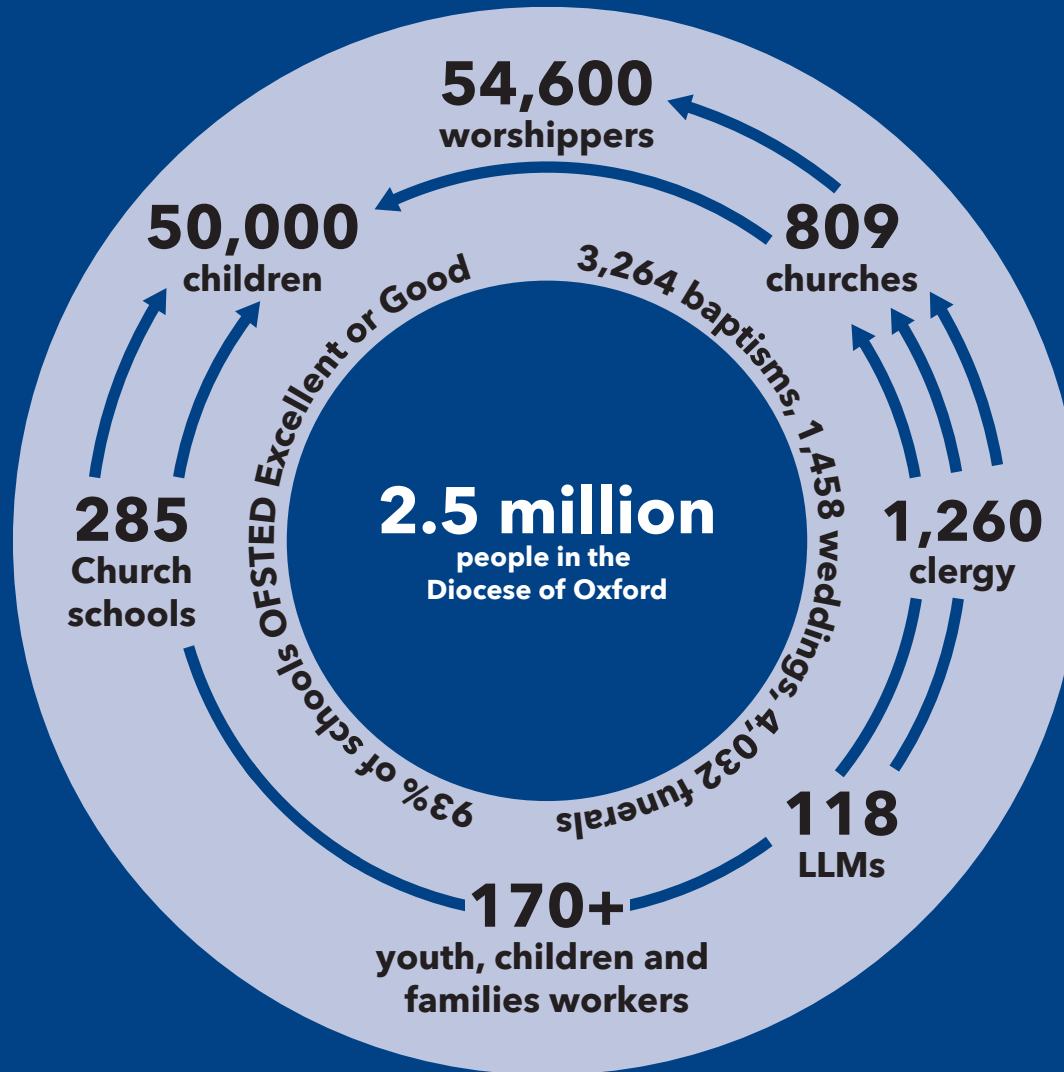 54,600
worshippers
50,000
children
809
churches
93% of schools OFSTED Excellent or Good
3,264 baptisms, 1,458 weddings, 4,032 funerals
2.5 million
people in the
Diocese of Oxford
285
Church
schools
1,260
clergy
118
LLMs
170+
youth, children and
families workers